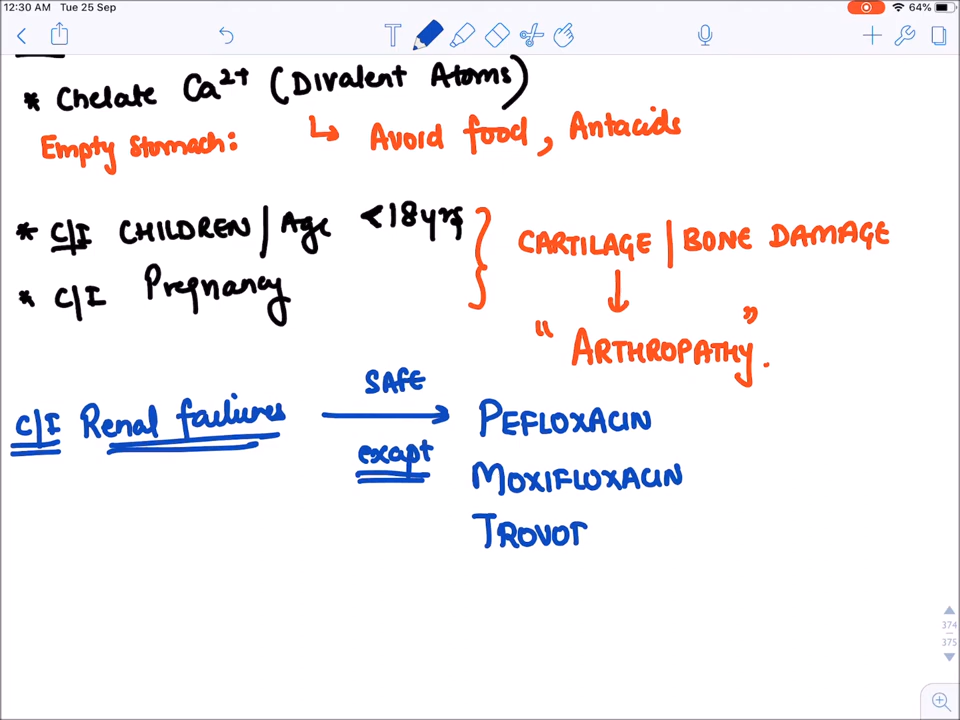 12:30 AM Tue 25 Sep 64%
T
* Chelate Ca2+ (Divalent Atoms)
Empty Stomach: ↳ Avoid food, Antacids
* C/I CHILDREN / Age <18yrs } CARTILAGE / BONE DAMAGE
* C/I Pregnancy
↓
" ARTHROPATHY".
C/I Renal failures → SAFE exapt PEFLOXACIN
MOXIFLOXACIN
TROVOT
374
375